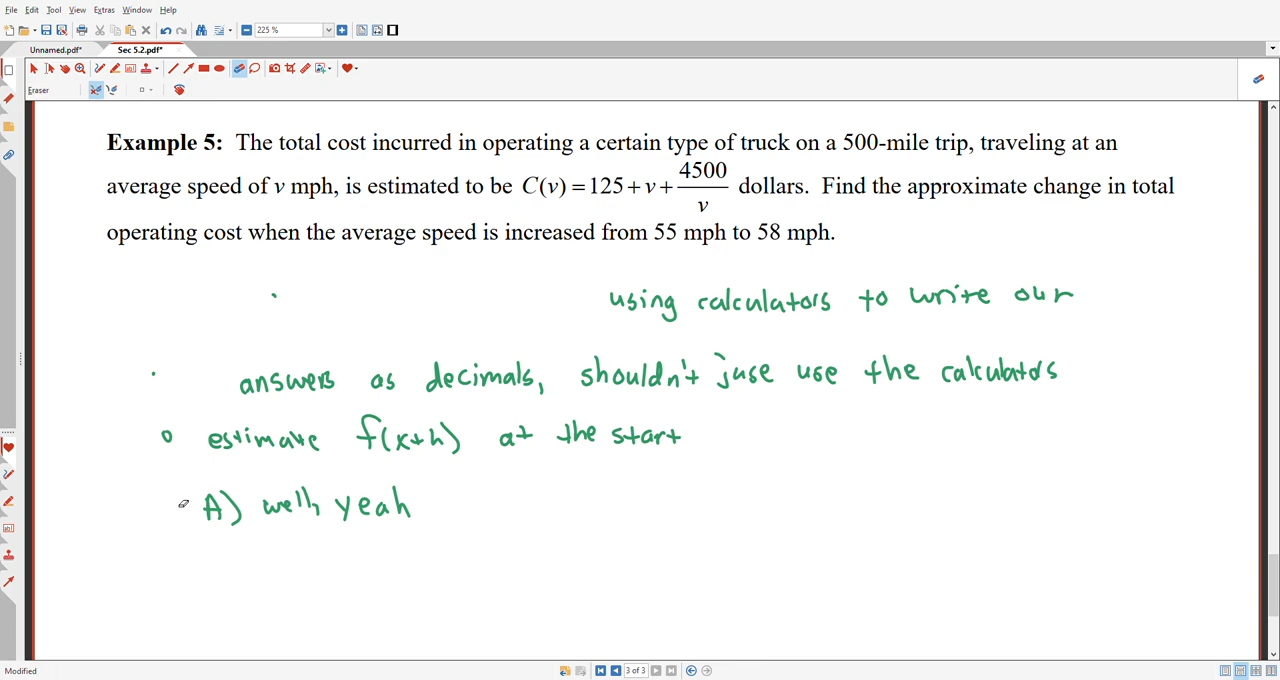 File Edit Tool View Extras Window Help
225 %
Unnamed.pdf* Sec 5.2.pdf*
Eraser
Example 5: The total cost incurred in operating a certain type of truck on a 500-mile trip, traveling at an
average speed of v mph, is estimated to be C(v) = 125 + v + 4500/v dollars. Find the approximate change in total
operating cost when the average speed is increased from 55 mph to 58 mph.
using calculators to write our
answers as decimals, shouldn't juse use the calculators
estimate f(x+h) at the start
A) well, yeah
Modified
3 of 3